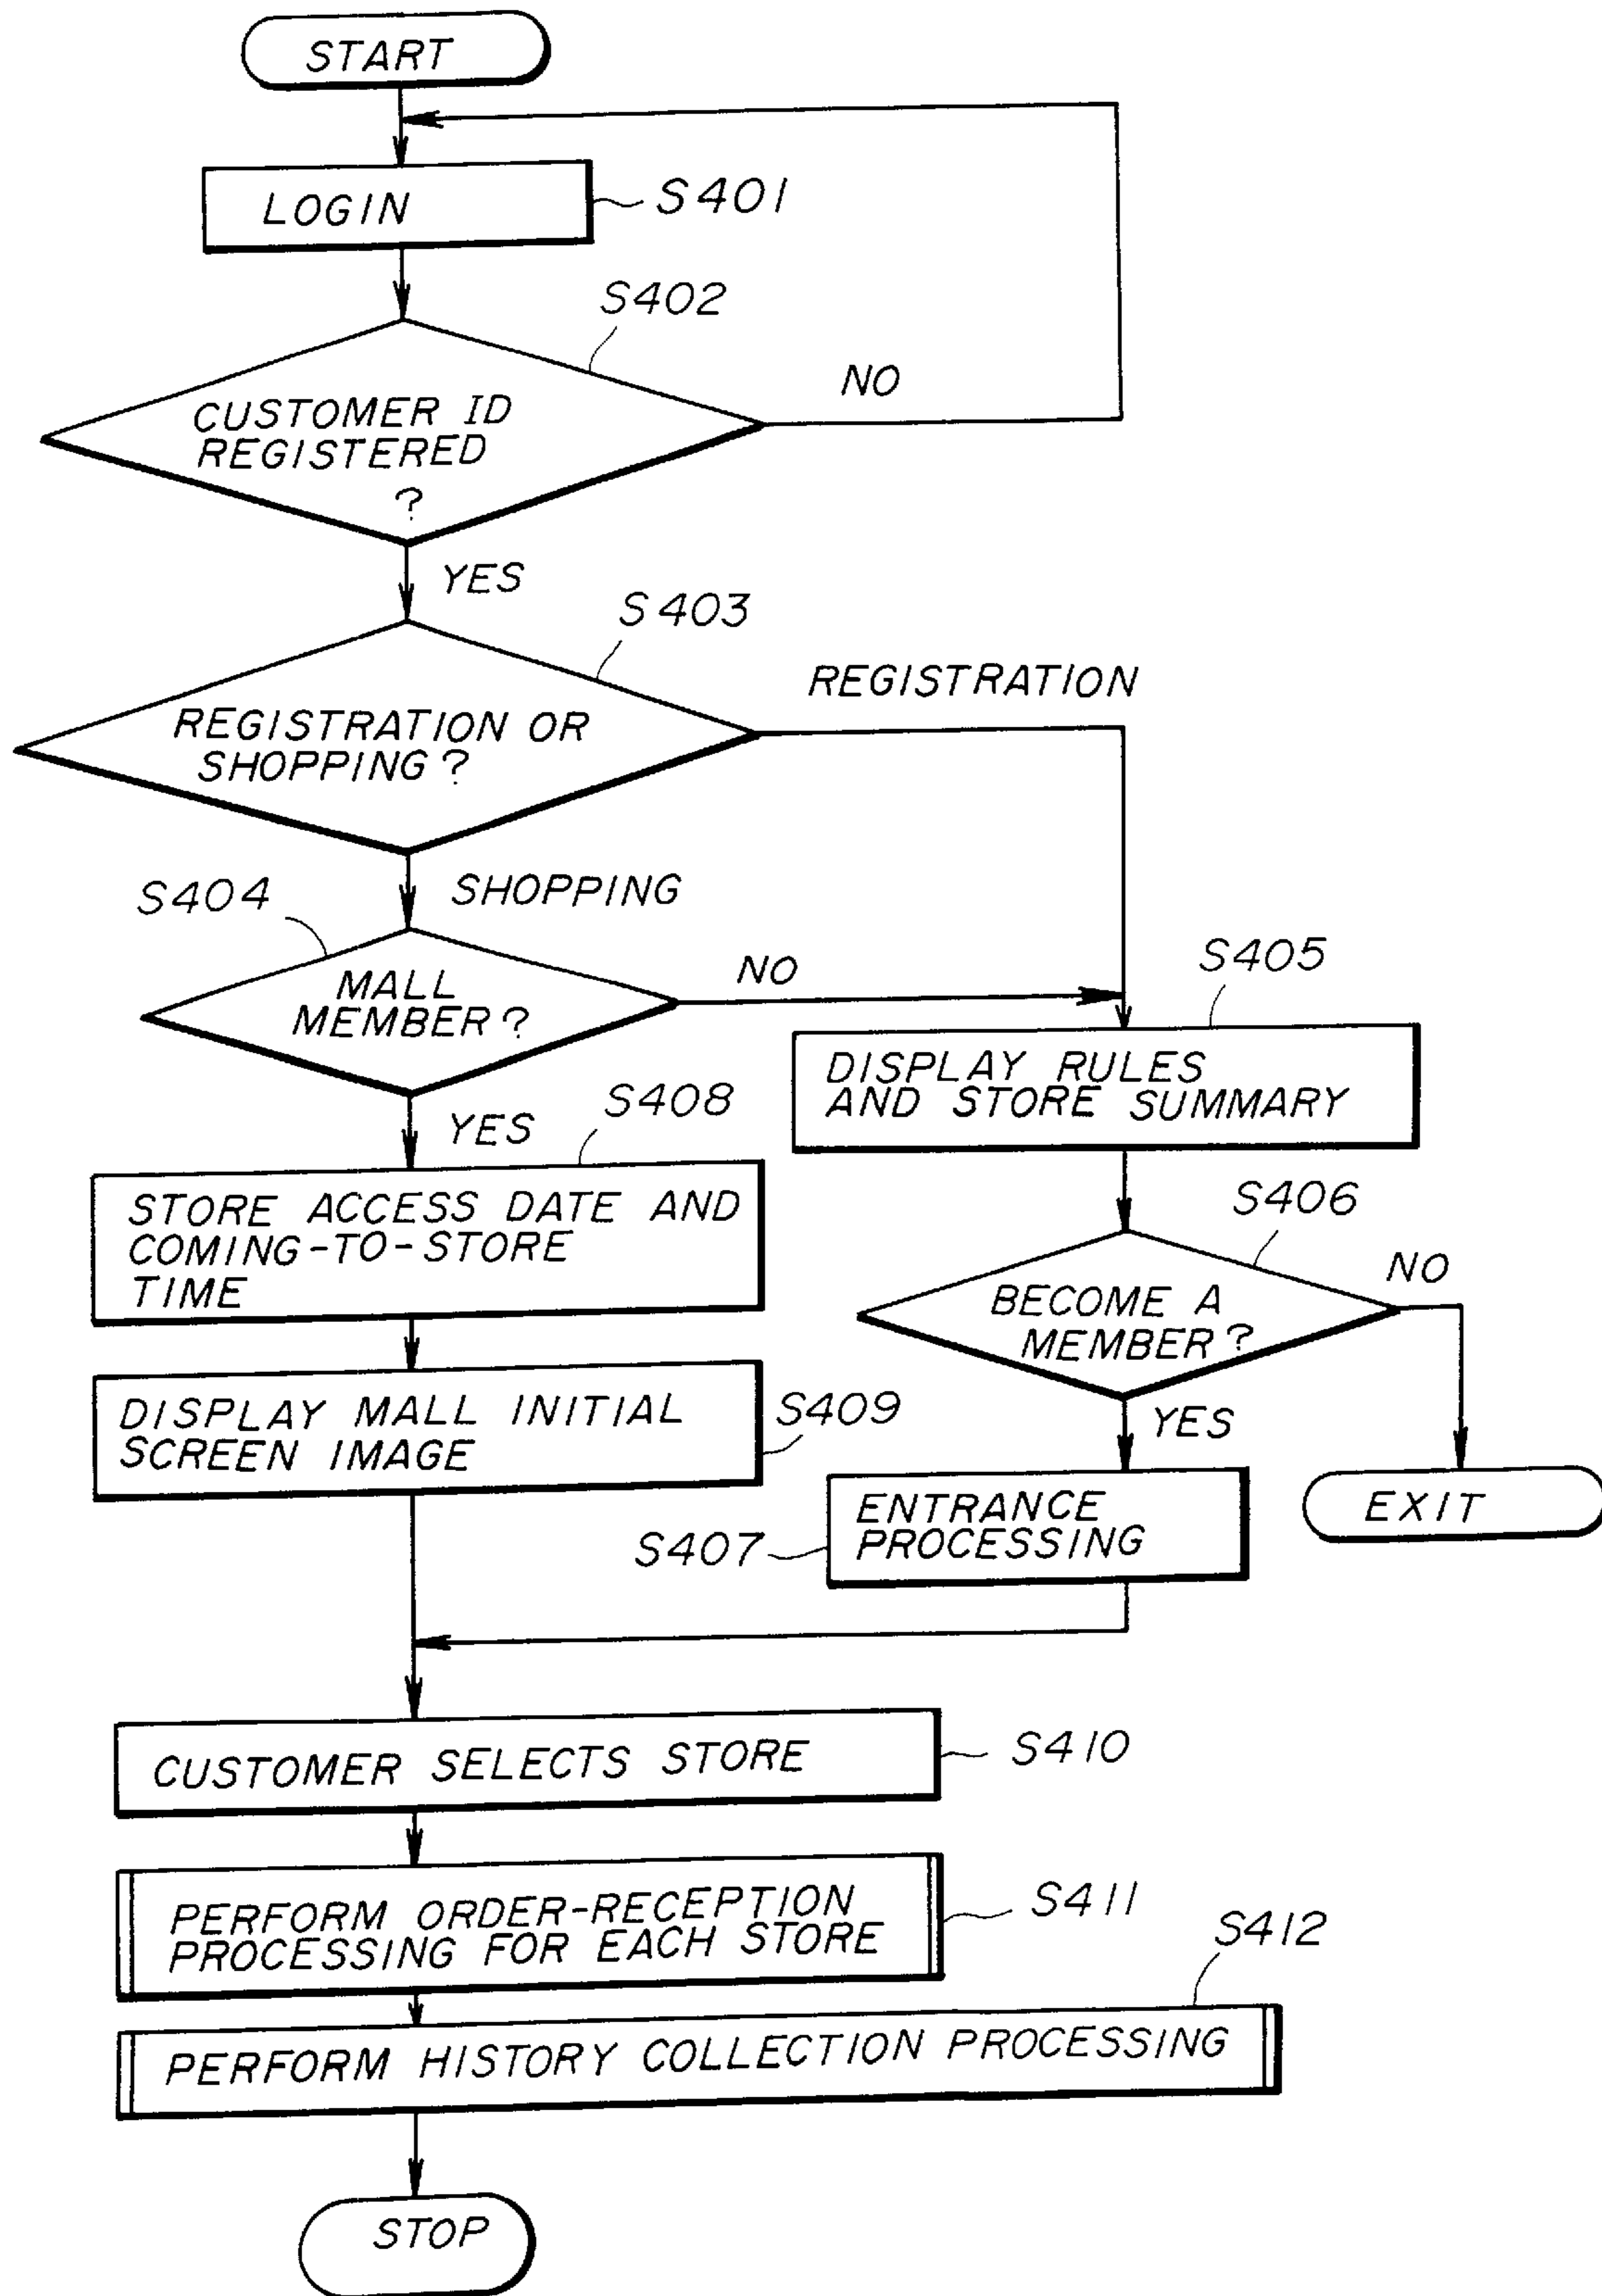 START
LOGIN
S401
S402
CUSTOMER ID
REGISTERED
?
NO
YES
S403
REGISTRATION OR
SHOPPING?
REGISTRATION
SHOPPING
S404
MALL
MEMBER?
NO
S405
DISPLAY RULES
AND STORE SUMMARY
YES
S408
STORE ACCESS DATE AND
COMING-TO-STORE
TIME
S406
BECOME A
MEMBER?
NO
YES
DISPLAY MALL INITIAL
SCREEN IMAGE
S409
ENTRANCE
PROCESSING
S407
EXIT
CUSTOMER SELECTS STORE
S410
PERFORM ORDER-RECEPTION
PROCESSING FOR EACH STORE
S411
S412
PERFORM HISTORY COLLECTION PROCESSING
STOP